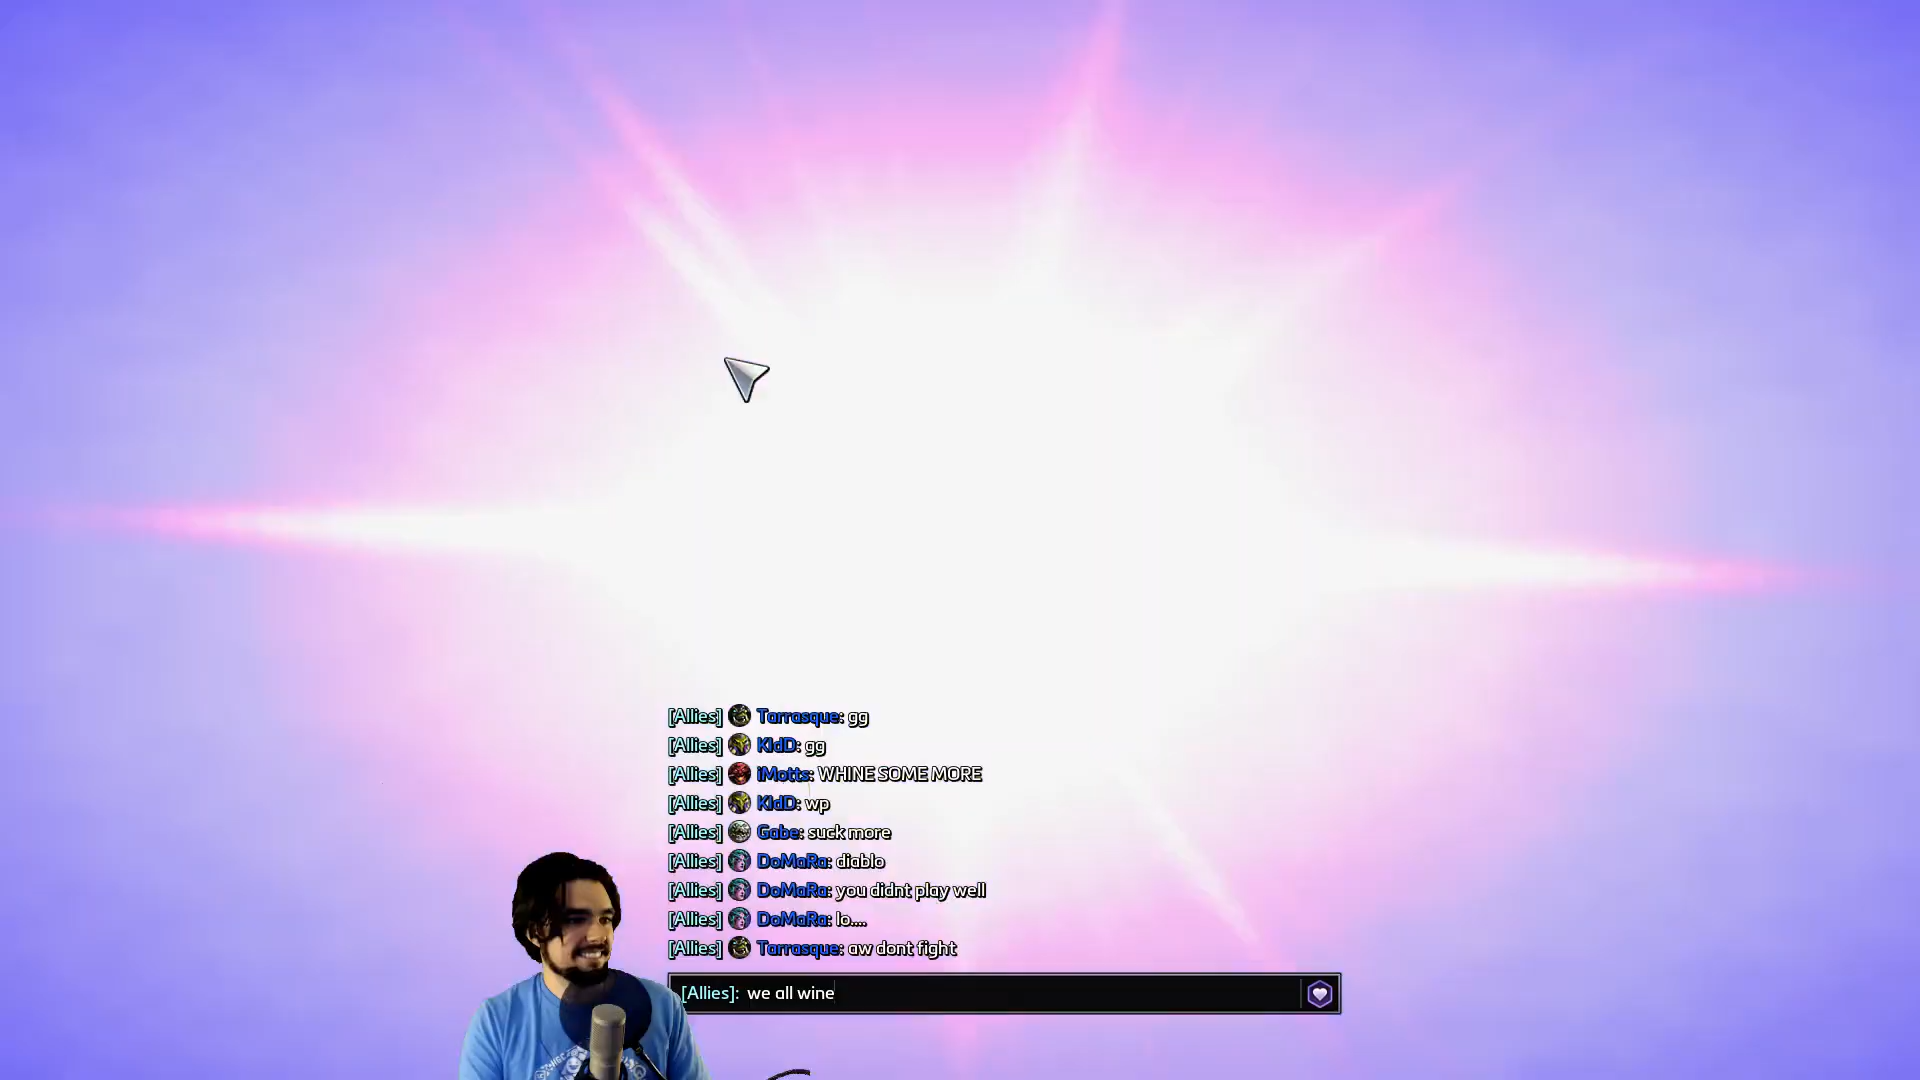 [Allies] Tarrasque: gg
[Allies] KIdD: gg
[Allies] iMotts: WHINE SOME MORE
[Allies] KIdD: wp
[Allies] Gabe: suck more
[Allies] DoMaRa: diablo
[Allies] DoMaRa: you didnt play well
[Allies] DoMaRa: lo....
[Allies] Tarrasque: aw dont fight
[Allies]: we all wine